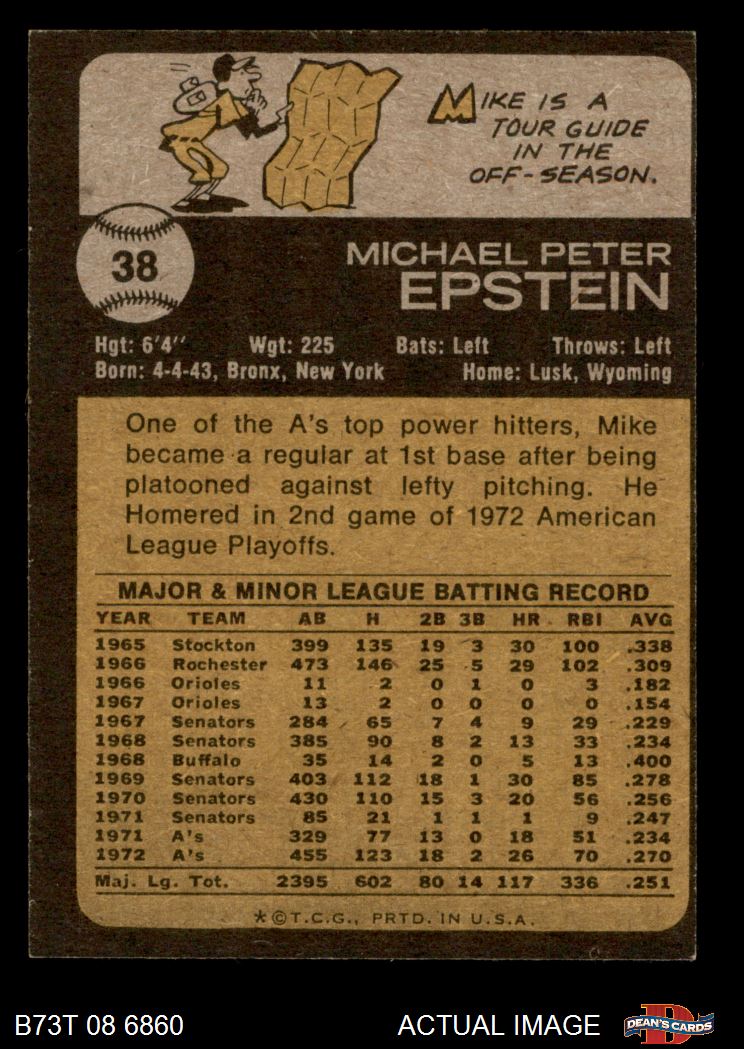 MIKE IS A
TOUR GUIDE
IN THE
OFF-SEASON.
38
MICHAEL PETER
EPSTEIN
Hgt: 6'4" Wgt: 225 Bats: Left Throws: Left
Born: 4-4-43, Bronx, New York Home: Lusk, Wyoming
One of the A's top power hitters, Mike
became a regular at 1st base after being
platooned against lefty pitching. He
Homered in 2nd game of 1972 American
League Playoffs.
MAJOR & MINOR LEAGUE BATTING RECORD
YEAR TEAM AB H 2B 3B HR RBI AVG
1965 Stockton 399 135 19 3 30 100 .338
1966 Rochester 473 146 25 5 29 102 .309
1966 Orioles 11 2 0 1 0 3 .182
1967 Orioles 13 2 0 0 0 0 .154
1967 Senators 284 65 7 4 9 29 .229
1968 Senators 385 90 8 2 13 33 .234
1968 Buffalo 35 14 2 0 5 13 .400
1969 Senators 403 112 18 1 30 85 .278
1970 Senators 430 110 15 3 20 56 .256
1971 Senators 85 21 1 1 1 9 .247
1971 A's 329 77 13 0 18 51 .234
1972 A's 455 123 18 2 26 70 .270
Maj. Lg. Tot. 2395 602 80 14 117 336 .251
*©T.C.G., PRTD. IN U.S.A.
B73T 08 6860 ACTUAL IMAGE DEAN'S CARDS